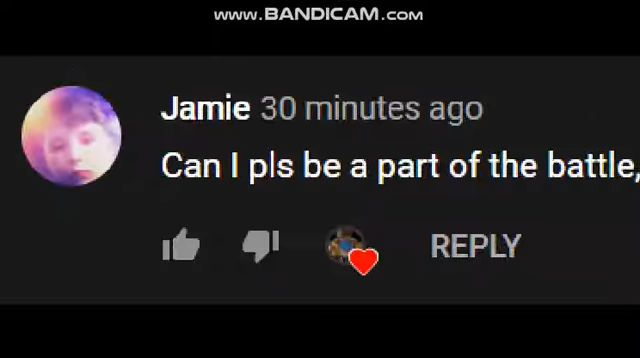 www.BANDICAM.com
Jamie 30 minutes ago
Can I pls be a part of the battle,
REPLY